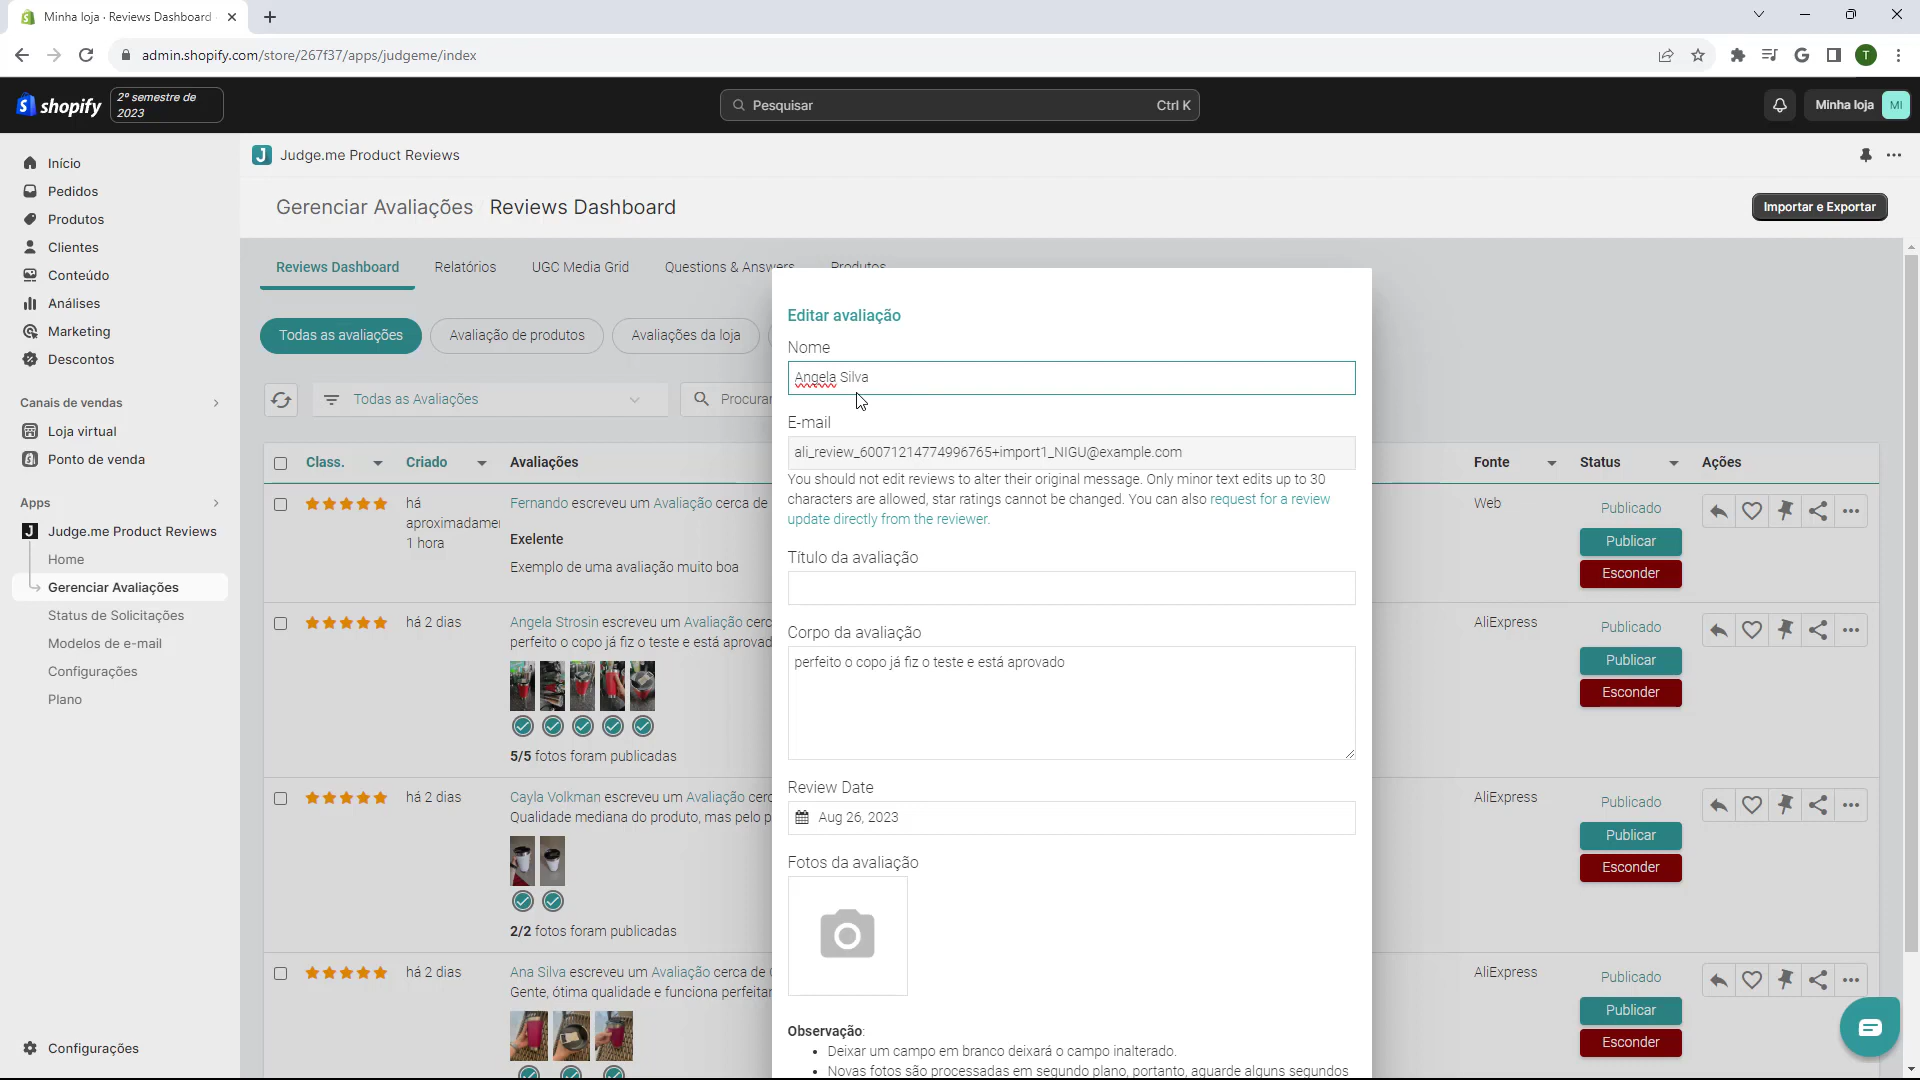 Minha loja · Reviews Dashboard
admin.shopify.com/store/267f37/apps/judgeme/index
T
shopify
2º semestre de
2023
Pesquisar
Ctrl K
Minha loja
MI
Início
Pedidos
Produtos
Clientes
Conteúdo
Análises
Marketing
Descontos
Canais de vendas
Loja virtual
Ponto de venda
Apps
Judge.me Product Reviews
Home
Gerenciar Avaliações
Status de Solicitações
Modelos de e-mail
Configurações
Plano
Configurações
Judge.me Product Reviews
Gerenciar Avaliações Reviews Dashboard
Importar e Exportar
Reviews Dashboard
Relatórios
UGC Media Grid
Questions & Answers
Produtos
Todas as avaliações
Avaliação de produtos
Avaliações da loja
Todas as Avaliações
Procurar
Class.
Criado
Avaliações
Fonte
Status
Ações
há
aproximadamen
1 hora
Fernando escreveu um Avaliação cerca de
Exelente
Exemplo de uma avaliação muito boa
Web
Publicado
Publicar
Esconder
há 2 dias
Angela Strosin escreveu um Avaliação cerc
perfeito o copo já fiz o teste e está aprovad
5/5 fotos foram publicadas
AliExpress
Publicado
Publicar
Esconder
há 2 dias
Cayla Volkman escreveu um Avaliação cerc
Qualidade mediana do produto, mas pelo p
2/2 fotos foram publicadas
AliExpress
Publicado
Publicar
Esconder
há 2 dias
Ana Silva escreveu um Avaliação cerca de
Gente, ótima qualidade e funciona perfeitar
AliExpress
Publicado
Publicar
Esconder
Editar avaliação
Nome
Angela Silva
E-mail
ali_review_60071214774996765+import1_NIGU@example.com
You should not edit reviews to alter their original message. Only minor text edits up to 30
characters are allowed, star ratings cannot be changed. You can also request for a review
update directly from the reviewer.
Título da avaliação
Corpo da avaliação
perfeito o copo já fiz o teste e está aprovado
Review Date
Aug 26, 2023
Fotos da avaliação
Observação:
• Deixar um campo em branco deixará o campo inalterado.
• Novas fotos são processadas em segundo plano, portanto, aguarde alguns segundos